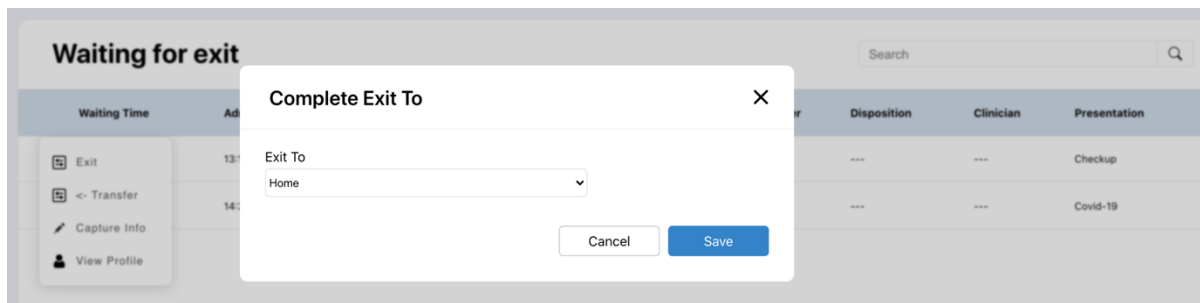 Waiting for exit
Search
Complete Exit To
Waiting Time
Disposition Clinician Presentation
Exit
Exit To
--- --- Checkup
Home
<- Transfer
--- --- Covid-19
Capture Info
Cancel Save
View Profile